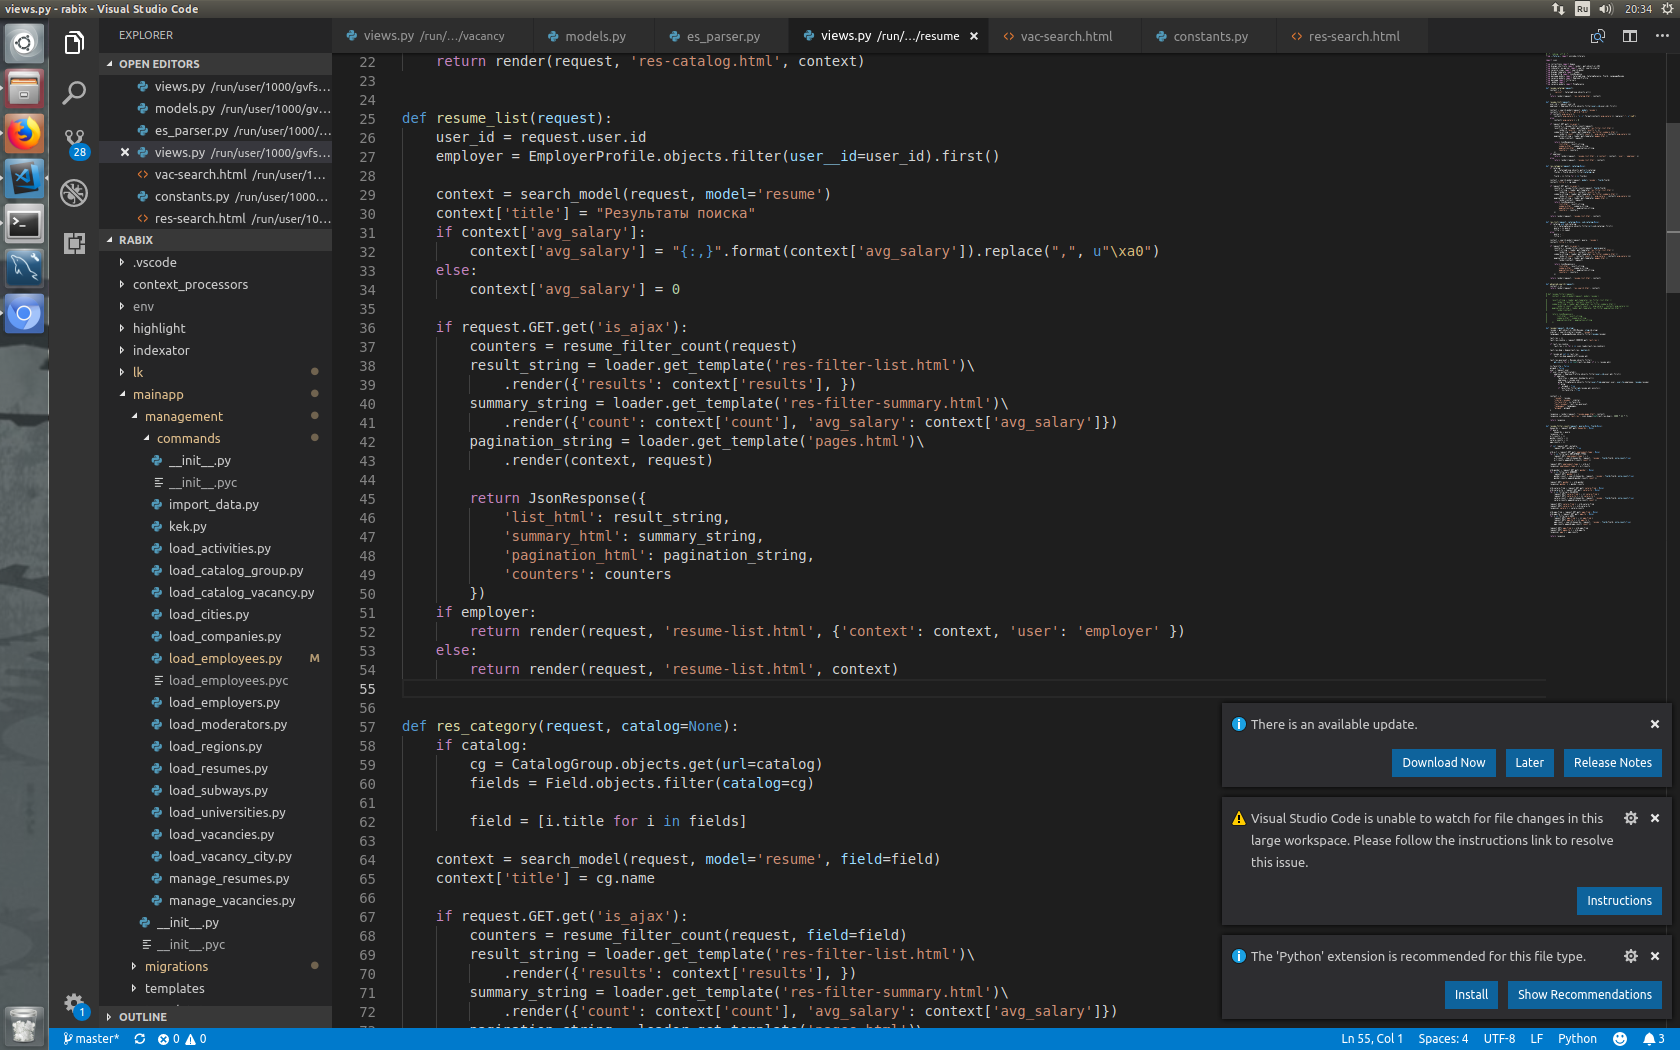 views.py - rabix - Visual Studio Code
Ru
20:34
EXPLORER
OPEN EDITORS
views.py /run/user/1000/gvfs...
models.py /run/user/1000/gv...
es_parser.py /run/user/1000/...
views.py /run/user/1000/gvfs...
vac-search.html /run/user/1...
constants.py /run/user/1000...
res-search.html /run/user/10...
RABIX
.vscode
context_processors
env
highlight
indexator
lk
mainapp
management
commands
__init__.py
__init__.pyc
import_data.py
kek.py
load_activities.py
load_catalog_group.py
load_catalog_vacancy.py
load_cities.py
load_companies.py
load_employees.py M
load_employees.pyc
load_employers.py
load_moderators.py
load_regions.py
load_resumes.py
load_subways.py
load_universities.py
load_vacancies.py
load_vacancy_city.py
manage_resumes.py
manage_vacancies.py
__init__.py
__init__.pyc
migrations
templates
OUTLINE
28
1
views.py /run/.../vacancy
models.py
es_parser.py
views.py /run/.../resume
vac-search.html
constants.py
res-search.html
22 return render(request, 'res-catalog.html', context)
23
24
25 def resume_list(request):
26 user_id = request.user.id
27 employer = EmployerProfile.objects.filter(user__id=user_id).first()
28
29 context = search_model(request, model='resume')
30 context['title'] = "Результаты поиска"
31 if context['avg_salary']:
32 context['avg_salary'] = "{:,}".format(context['avg_salary']).replace(",", u"\xa0")
33 else:
34 context['avg_salary'] = 0
35
36 if request.GET.get('is_ajax'):
37 counters = resume_filter_count(request)
38 result_string = loader.get_template('res-filter-list.html')\
39 .render({'results': context['results'], })
40 summary_string = loader.get_template('res-filter-summary.html')\
41 .render({'count': context['count'], 'avg_salary': context['avg_salary']})
42 pagination_string = loader.get_template('pages.html')\
43 .render(context, request)
44
45 return JsonResponse({
46 'list_html': result_string,
47 'summary_html': summary_string,
48 'pagination_html': pagination_string,
49 'counters': counters
50 })
51 if employer:
52 return render(request, 'resume-list.html', {'context': context, 'user': 'employer' })
53 else:
54 return render(request, 'resume-list.html', context)
55
56
57 def res_category(request, catalog=None):
58 if catalog:
59 cg = CatalogGroup.objects.get(url=catalog)
60 fields = Field.objects.filter(catalog=cg)
61
62 field = [i.title for i in fields]
63
64 context = search_model(request, model='resume', field=field)
65 context['title'] = cg.name
66
67 if request.GET.get('is_ajax'):
68 counters = resume_filter_count(request, field=field)
69 result_string = loader.get_template('res-filter-list.html')\
70 .render({'results': context['results'], })
71 summary_string = loader.get_template('res-filter-summary.html')\
72 .render({'count': context['count'], 'avg_salary': context['avg_salary']})
73 pagination_string = loader.get_template('pages.html')\
There is an available update.
Download Now
Later
Release Notes
Visual Studio Code is unable to watch for file changes in this
large workspace. Please follow the instructions link to resolve
this issue.
Instructions
The 'Python' extension is recommended for this file type.
Install
Show Recommendations
master*
0
0
Ln 55, Col 1
Spaces: 4
UTF-8
LF
Python
3